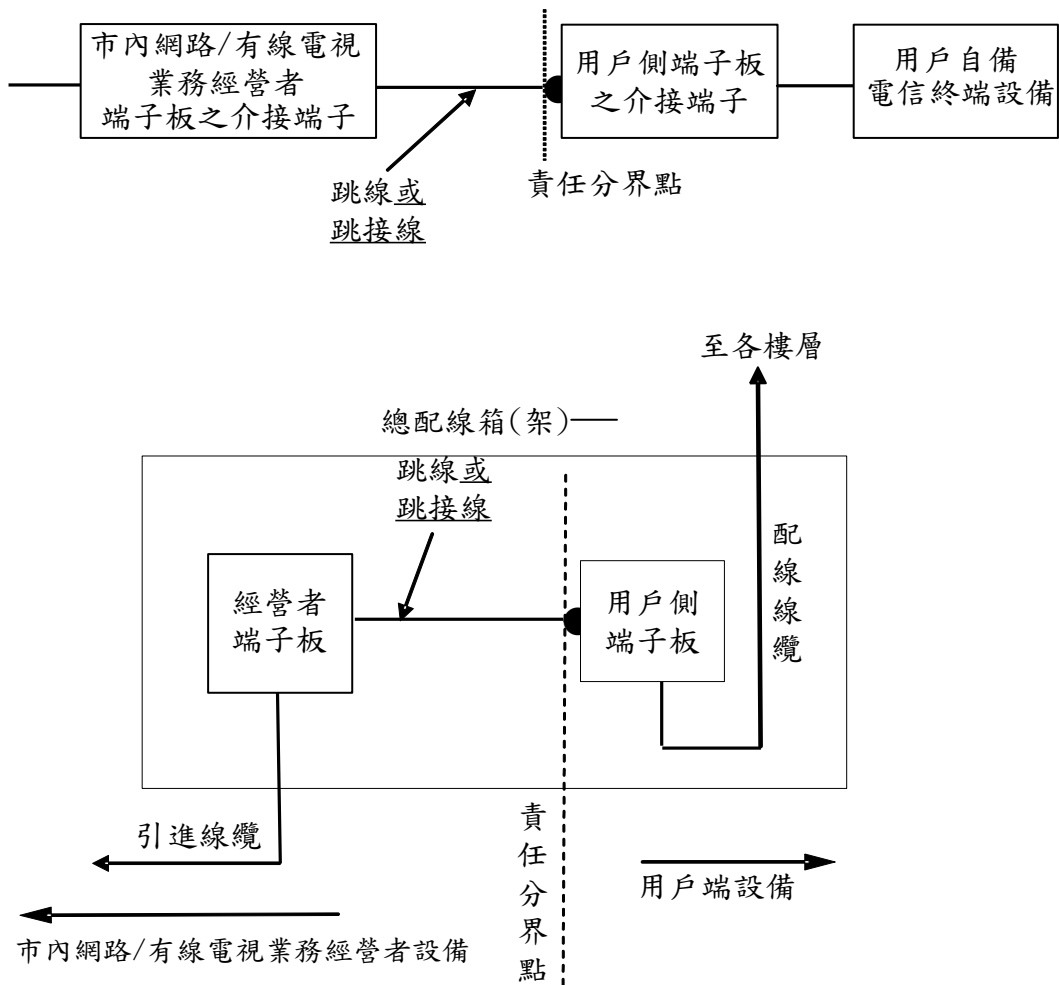 市內網路/有線電視
業務經營者
端子板之介接端子
用戶側端子板
之介接端子
用戶自備
電信終端設備
跳線或
跳接線
責任分界點
至各樓層
總配線箱(架)
跳線或
跳接線
經營者
端子板
用戶側
端子板
配線線纜
引進線纜
責任分界點
用戶端設備
市內網路/有線電視業務經營者設備